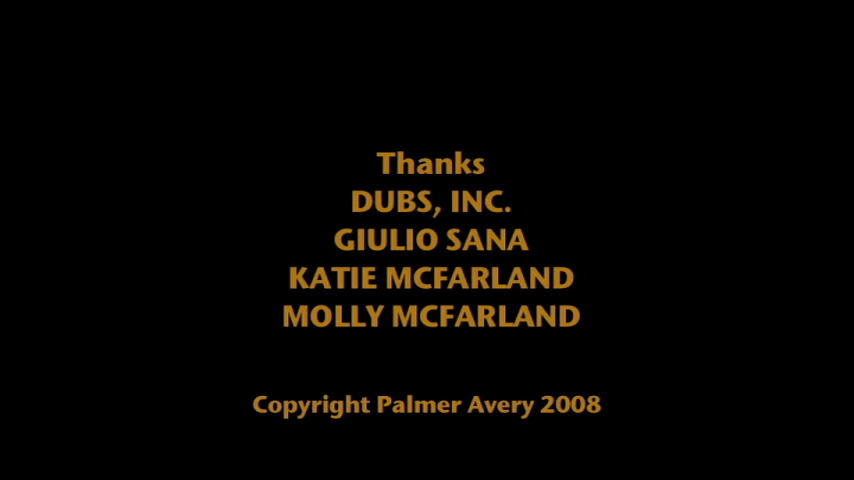 Thanks
DUBS, INC.
GIULIO SANA
KATIE MCFARLAND
MOLLY MCFARLAND
Copyright Palmer Avery 2008